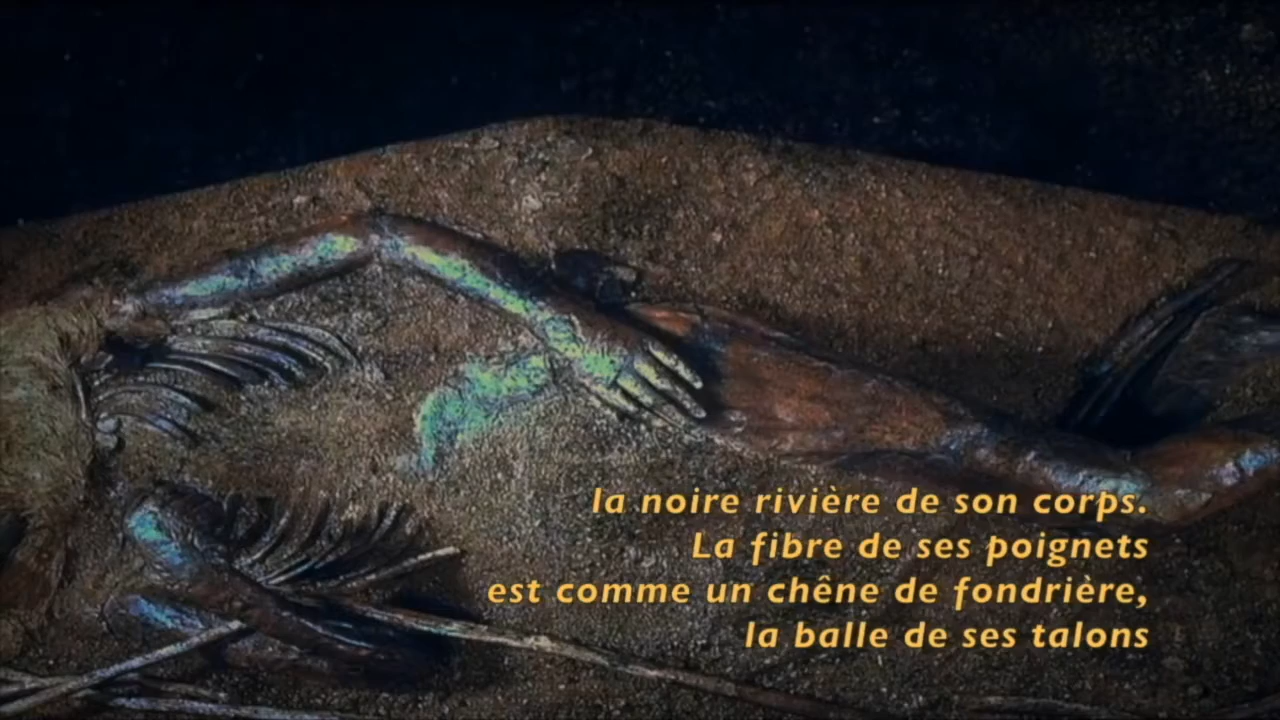 la noire rivière de son corps.
La fibre de ses poignets
est comme un chêne de fondrière,
la balle de ses talons